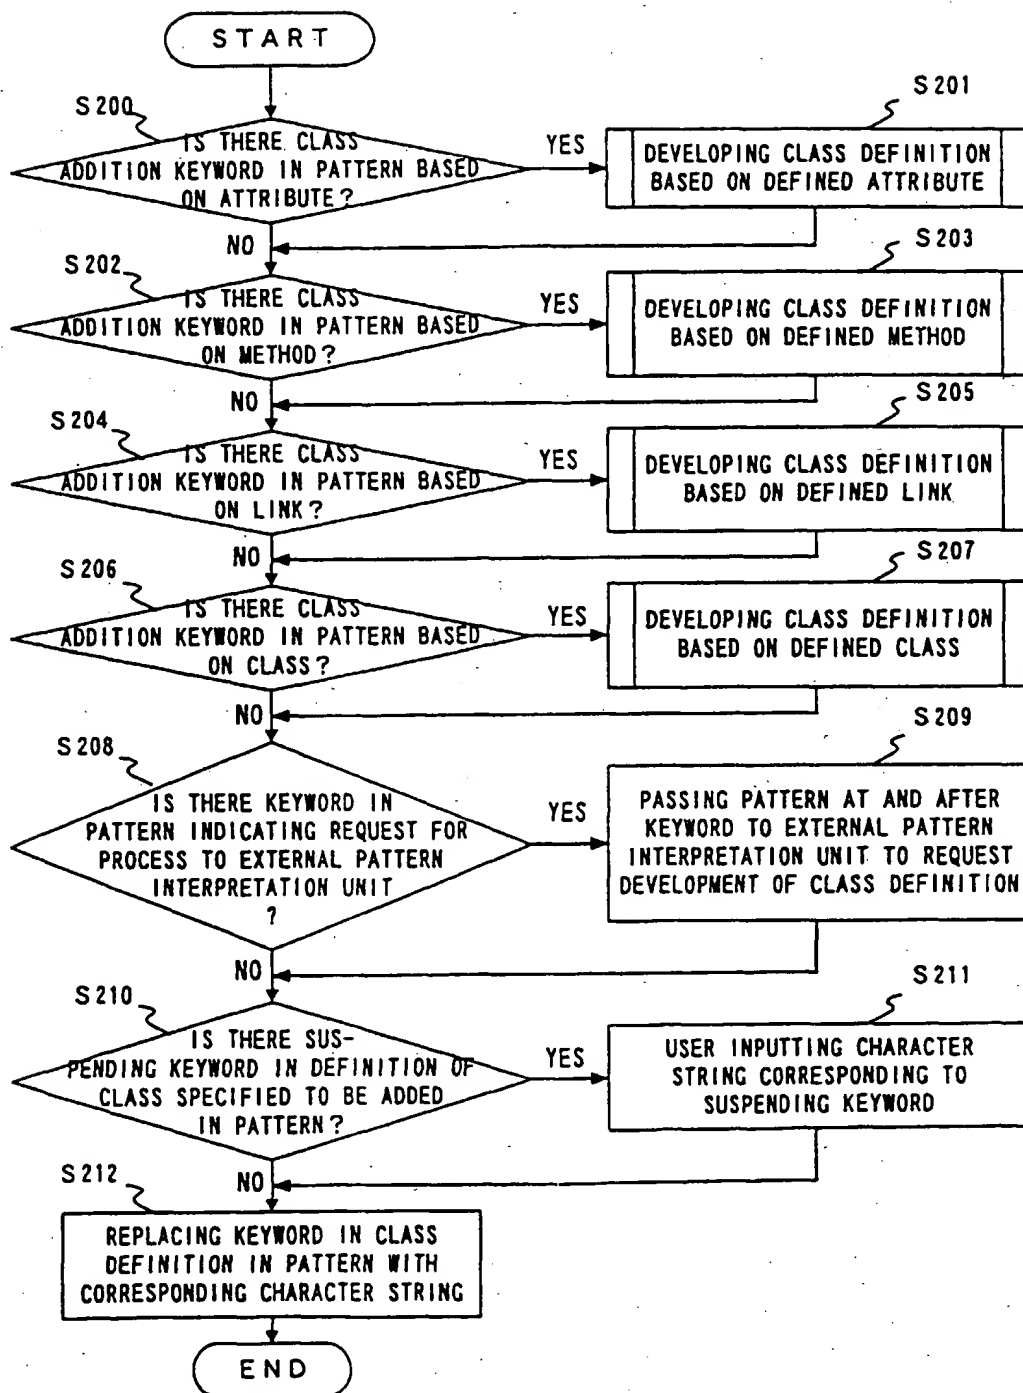 START
S200
IS THERE CLASS
ADDITION KEYWORD IN PATTERN BASED
ON ATTRIBUTE?
YES
S201
DEVELOPING CLASS DEFINITION
BASED ON DEFINED ATTRIBUTE
NO
S202
IS THERE CLASS
ADDITION KEYWORD IN PATTERN BASED
ON METHOD?
YES
S203
DEVELOPING CLASS DEFINITION
BASED ON DEFINED METHOD
NO
S204
IS THERE CLASS
ADDITION KEYWORD IN PATTERN BASED
ON LINK?
YES
S205
DEVELOPING CLASS DEFINITION
BASED ON DEFINED LINK
NO
S206
IS THERE CLASS
ADDITION KEYWORD IN PATTERN BASED
ON CLASS?
YES
S207
DEVELOPING CLASS DEFINITION
BASED ON DEFINED CLASS
NO
S208
IS THERE KEYWORD IN
PATTERN INDICATING REQUEST FOR
PROCESS TO EXTERNAL PATTERN
INTERPRETATION UNIT
?
YES
S209
PASSING PATTERN AT AND AFTER
KEYWORD TO EXTERNAL PATTERN
INTERPRETATION UNIT TO REQUEST
DEVELOPMENT OF CLASS DEFINITION
NO
S210
IS THERE SUS-
PENDING KEYWORD IN DEFINITION OF
CLASS SPECIFIED TO BE ADDED
IN PATTERN?
YES
S211
USER INPUTTING CHARACTER
STRING CORRESPONDING TO
SUSPENDING KEYWORD
NO
S212
REPLACING KEYWORD IN CLASS
DEFINITION IN PATTERN WITH
CORRESPONDING CHARACTER STRING
END